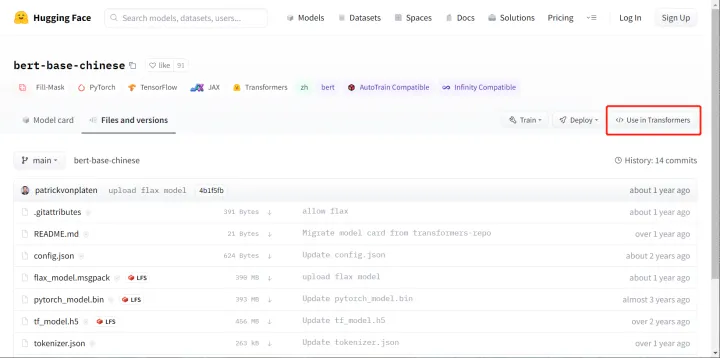 Hugging Face Search models, datasets, users... Models Datasets Spaces Docs Solutions Pricing Log In Sign Up
bert-base-chinese like 91
Fill-Mask PyTorch TensorFlow JAX Transformers zh bert AutoTrain Compatible Infinity Compatible
Model card Files and versions Train Deploy </> Use in Transformers
main bert-base-chinese History: 14 commits
patrickvonplaten upload flax model 4b1f5fb about 1 year ago
.gitattributes 391 Bytes allow flax about 1 year ago
README.md 21 Bytes Migrate model card from transformers-repo over 1 year ago
config.json 624 Bytes Update config.json about 2 years ago
flax_model.msgpack LFS 390 MB upload flax model about 1 year ago
pytorch_model.bin LFS 393 MB Update pytorch_model.bin almost 3 years ago
tf_model.h5 LFS 456 MB Update tf_model.h5 over 2 years ago
tokenizer.json 263 kB Update tokenizer.json over 1 year ago